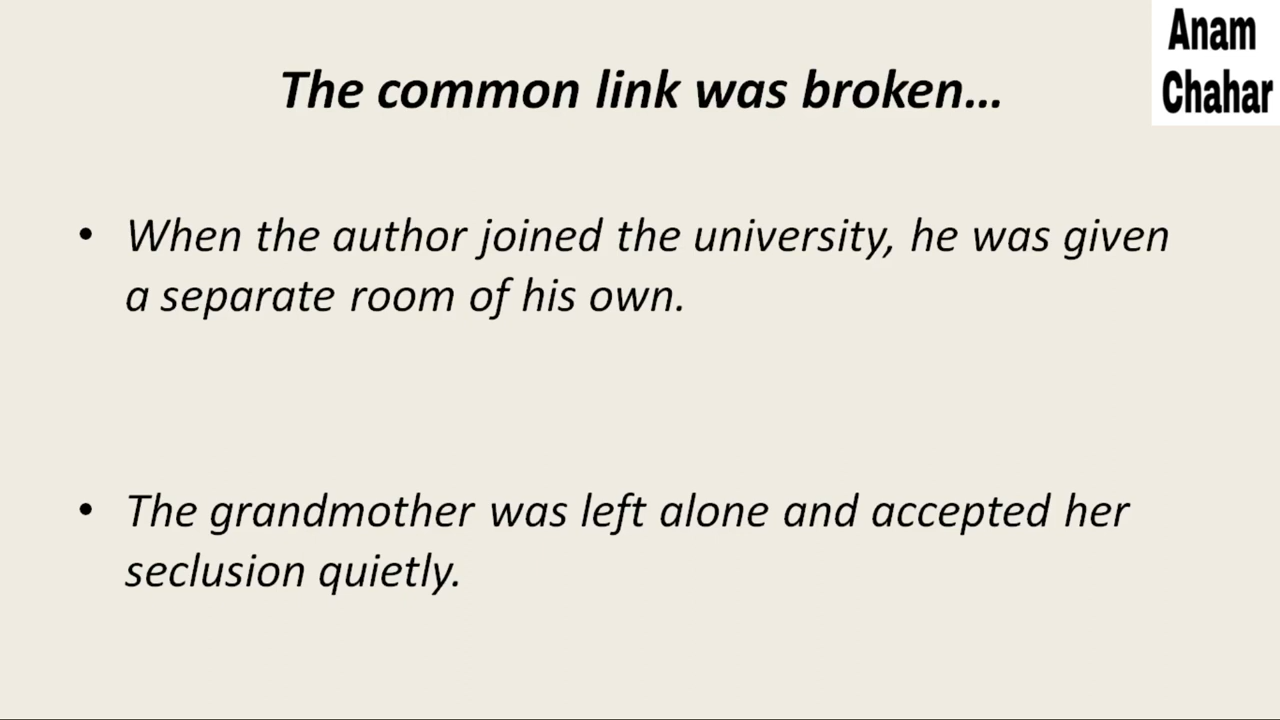 The common link was broken...
Anam
Chahar
• When the author joined the university, he was given
a separate room of his own.
• The grandmother was left alone and accepted her
seclusion quietly.